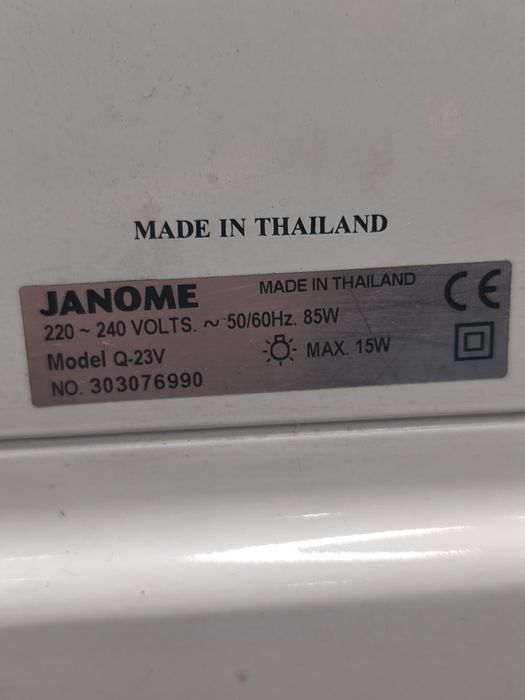 MADE IN THAILAND
JANOME MADE IN THAILAND CE
220 ~ 240 VOLTS. ~ 50/60Hz. 85W
Model Q-23V MAX. 15W
NO. 303076990